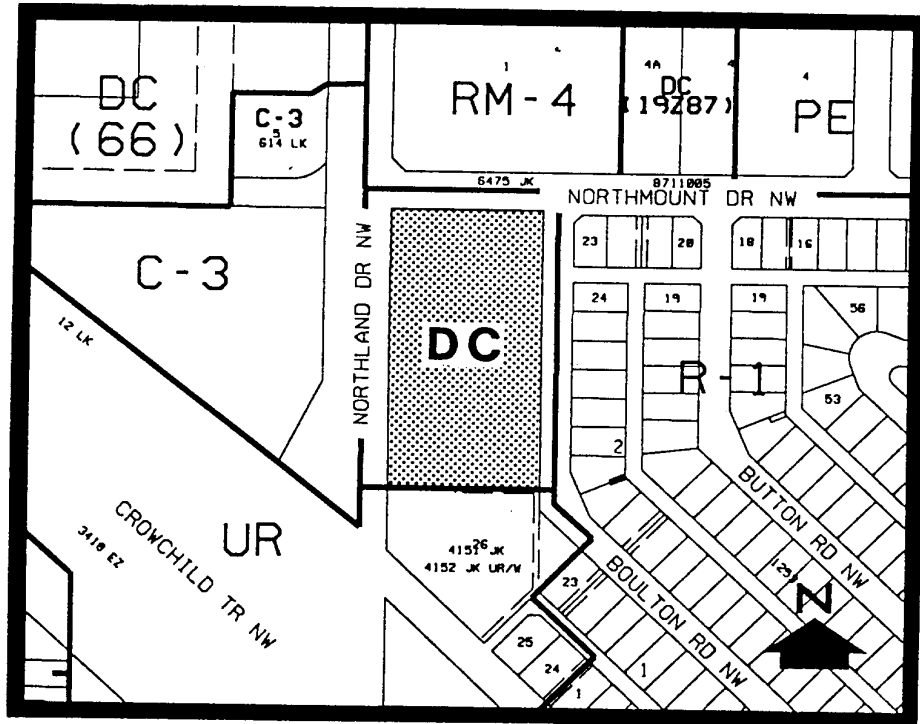 DC
(66)
C-3
5
614 LK
1
RM-4
4A
4
DC
(19Z87)
4
PE
6475 JK
8711005
NORTHMOUNT DR NW
C-3
NORTHLAND DR NW
DC
23
20
18
16
24
19
19
56
53
R-1
2
12 LK
CROWCHILD TR NW
3410 EZ
UR
26
4151 JK
4152 JK UR/W
BUTTON RD NW
BOULTON RD NW
23
25
24
1
1
N